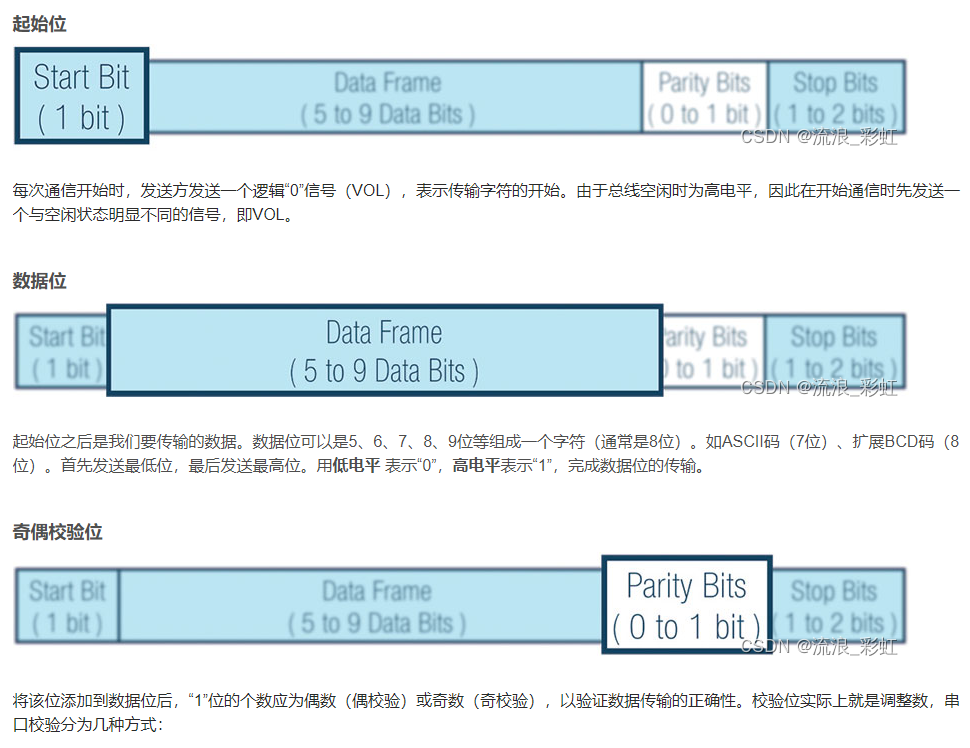 起始位
Start Bit
( 1 bit )
Data Frame
( 5 to 9 Data Bits )
Parity Bits
( 0 to 1 bit )
Stop Bits
( 1 to 2 bits )
CSDN @流浪_彩虹
每次通信开始时，发送方发送一个逻辑“0”信号（VOL），表示传输字符的开始。由于总线空闲时为高电平，因此在开始通信时先发送一
个与空闲状态明显不同的信号，即VOL。
数据位
Start Bit
( 1 bit )
Data Frame
( 5 to 9 Data Bits )
arity Bits
0 to 1 bit )
Stop Bits
( 1 to 2 bits )
CSDN @流浪_彩虹
起始位之后是我们要传输的数据。数据位可以是5、6、7、8、9位等组成一个字符（通常是8位）。如ASCII码（7位）、扩展BCD码（8
位）。首先发送最低位，最后发送最高位。用低电平 表示“0”，高电平表示“1”，完成数据位的传输。
奇偶校验位
Start Bit
( 1 bit )
Data Frame
( 5 to 9 Data Bits )
Parity Bits
( 0 to 1 bit )
Stop Bits
( 1 to 2 bits )
CSDN @流浪_彩虹
将该位添加到数据位后，“1”位的个数应为偶数（偶校验）或奇数（奇校验），以验证数据传输的正确性。校验位实际上就是调整数，串
口校验分为几种方式：